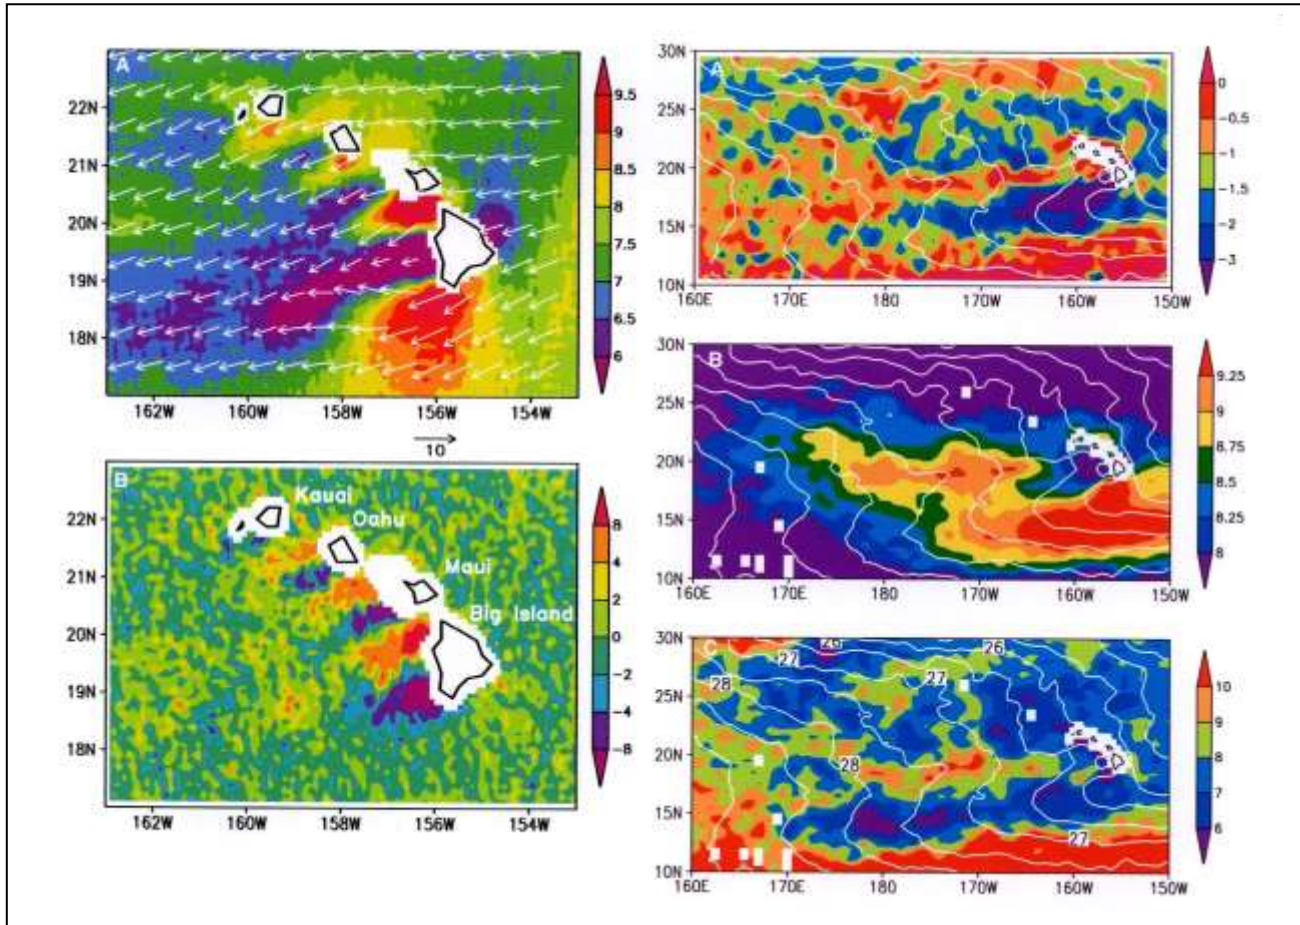 A
22N
21N
20N
19N
18N
162W 160W 158W 156W 154W
9.5
9
8.5
8
7.5
7
6.5
6
10
B
Kauai
Oahu
Maui
Big Island
22N
21N
20N
19N
18N
162W 160W 158W 156W 154W
8
4
2
0
-2
-4
-8
A
30N
25N
20N
15N
10N
160E 170E 180 170W 160W 150W
0
-0.5
-1
-1.5
-2
-3
B
30N
25N
20N
15N
10N
160E 170E 180 170W 160W 150W
9.25
9
8.75
8.5
8.25
8
C
30N
25N
20N
15N
10N
26
26
27
27
28
28
27
160E 170E 180 170W 160W 150W
10
9
8
7
6